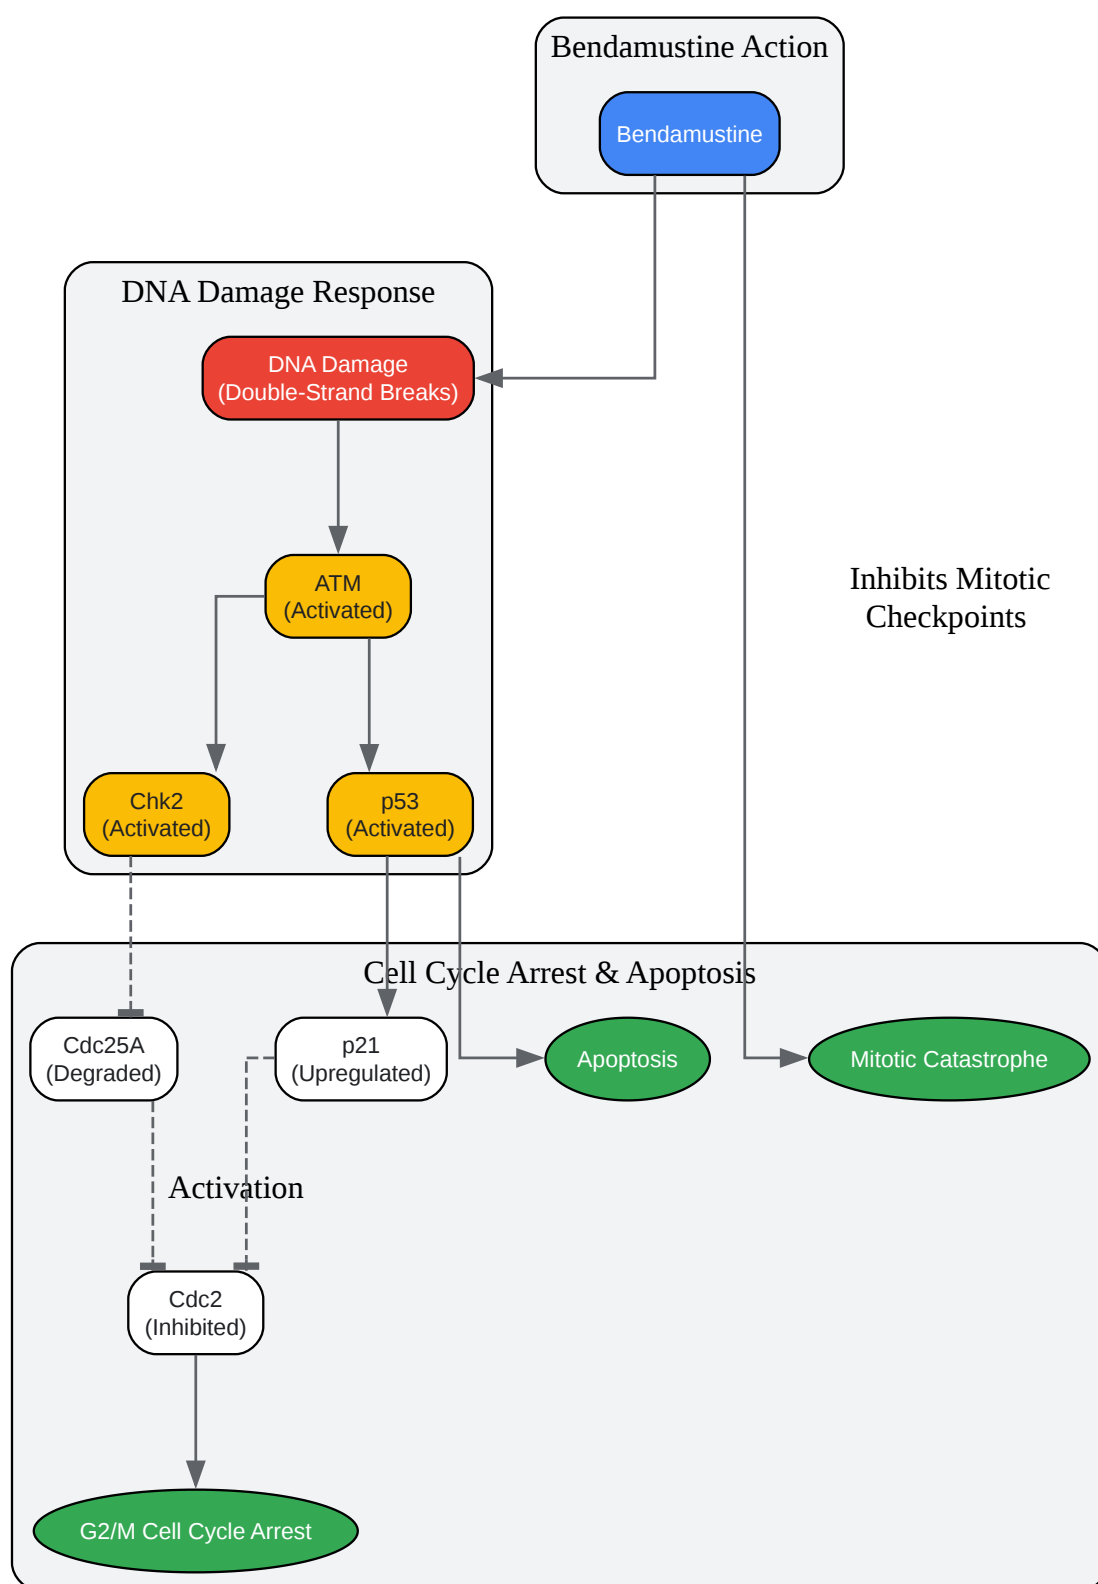 Bendamustine Action
Bendamustine
DNA Damage Response
DNA Damage
(Double-Strand Breaks)
ATM
(Activated)
Inhibits Mitotic
Checkpoints
Chk2
(Activated)
p53
(Activated)
Cell Cycle Arrest & Apoptosis
Cdc25A
(Degraded)
p21
(Upregulated)
Apoptosis
Mitotic Catastrophe
Activation
Cdc2
(Inhibited)
G2/M Cell Cycle Arrest